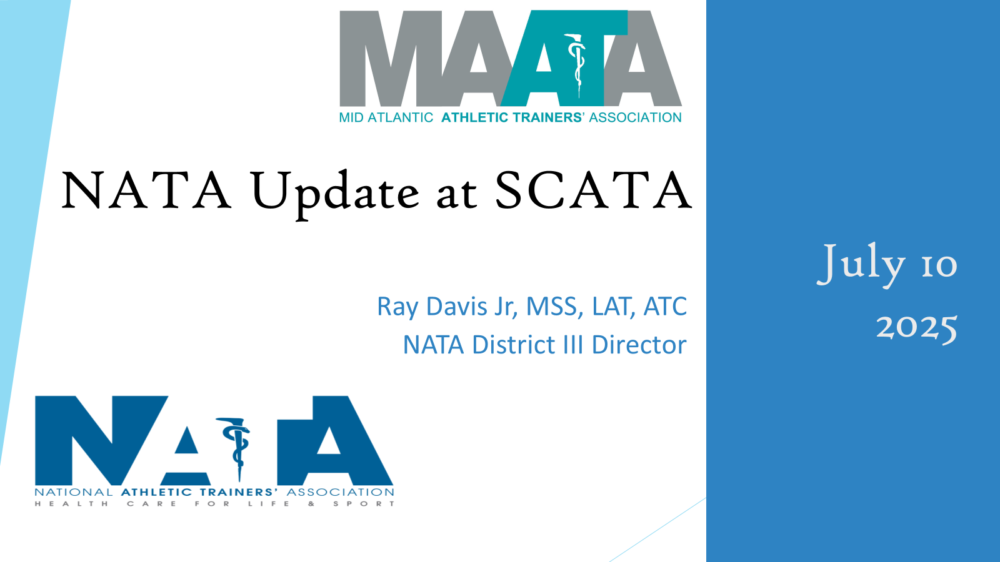 MAATA
MID ATLANTIC ATHLETIC TRAINERS' ASSOCIATION
NATA Update at SCATA
Ray Davis Jr, MSS, LAT, ATC
NATA District III Director
July 10
2025
NATA
NATIONAL ATHLETIC TRAINERS' ASSOCIATION
HEALTH CARE FOR LIFE & SPORT